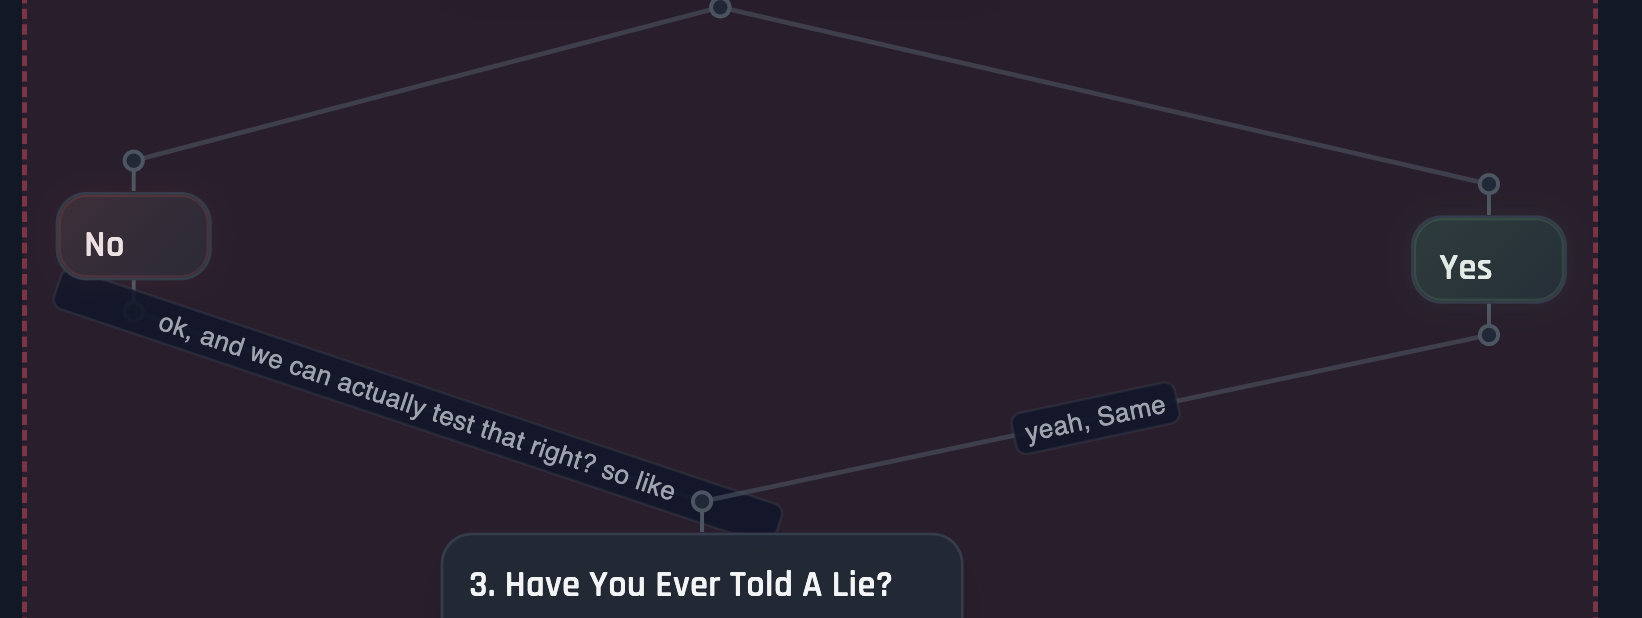 No
Yes
ok, and we can actually test that right? so like
yeah, Same
3. Have You Ever Told A Lie?